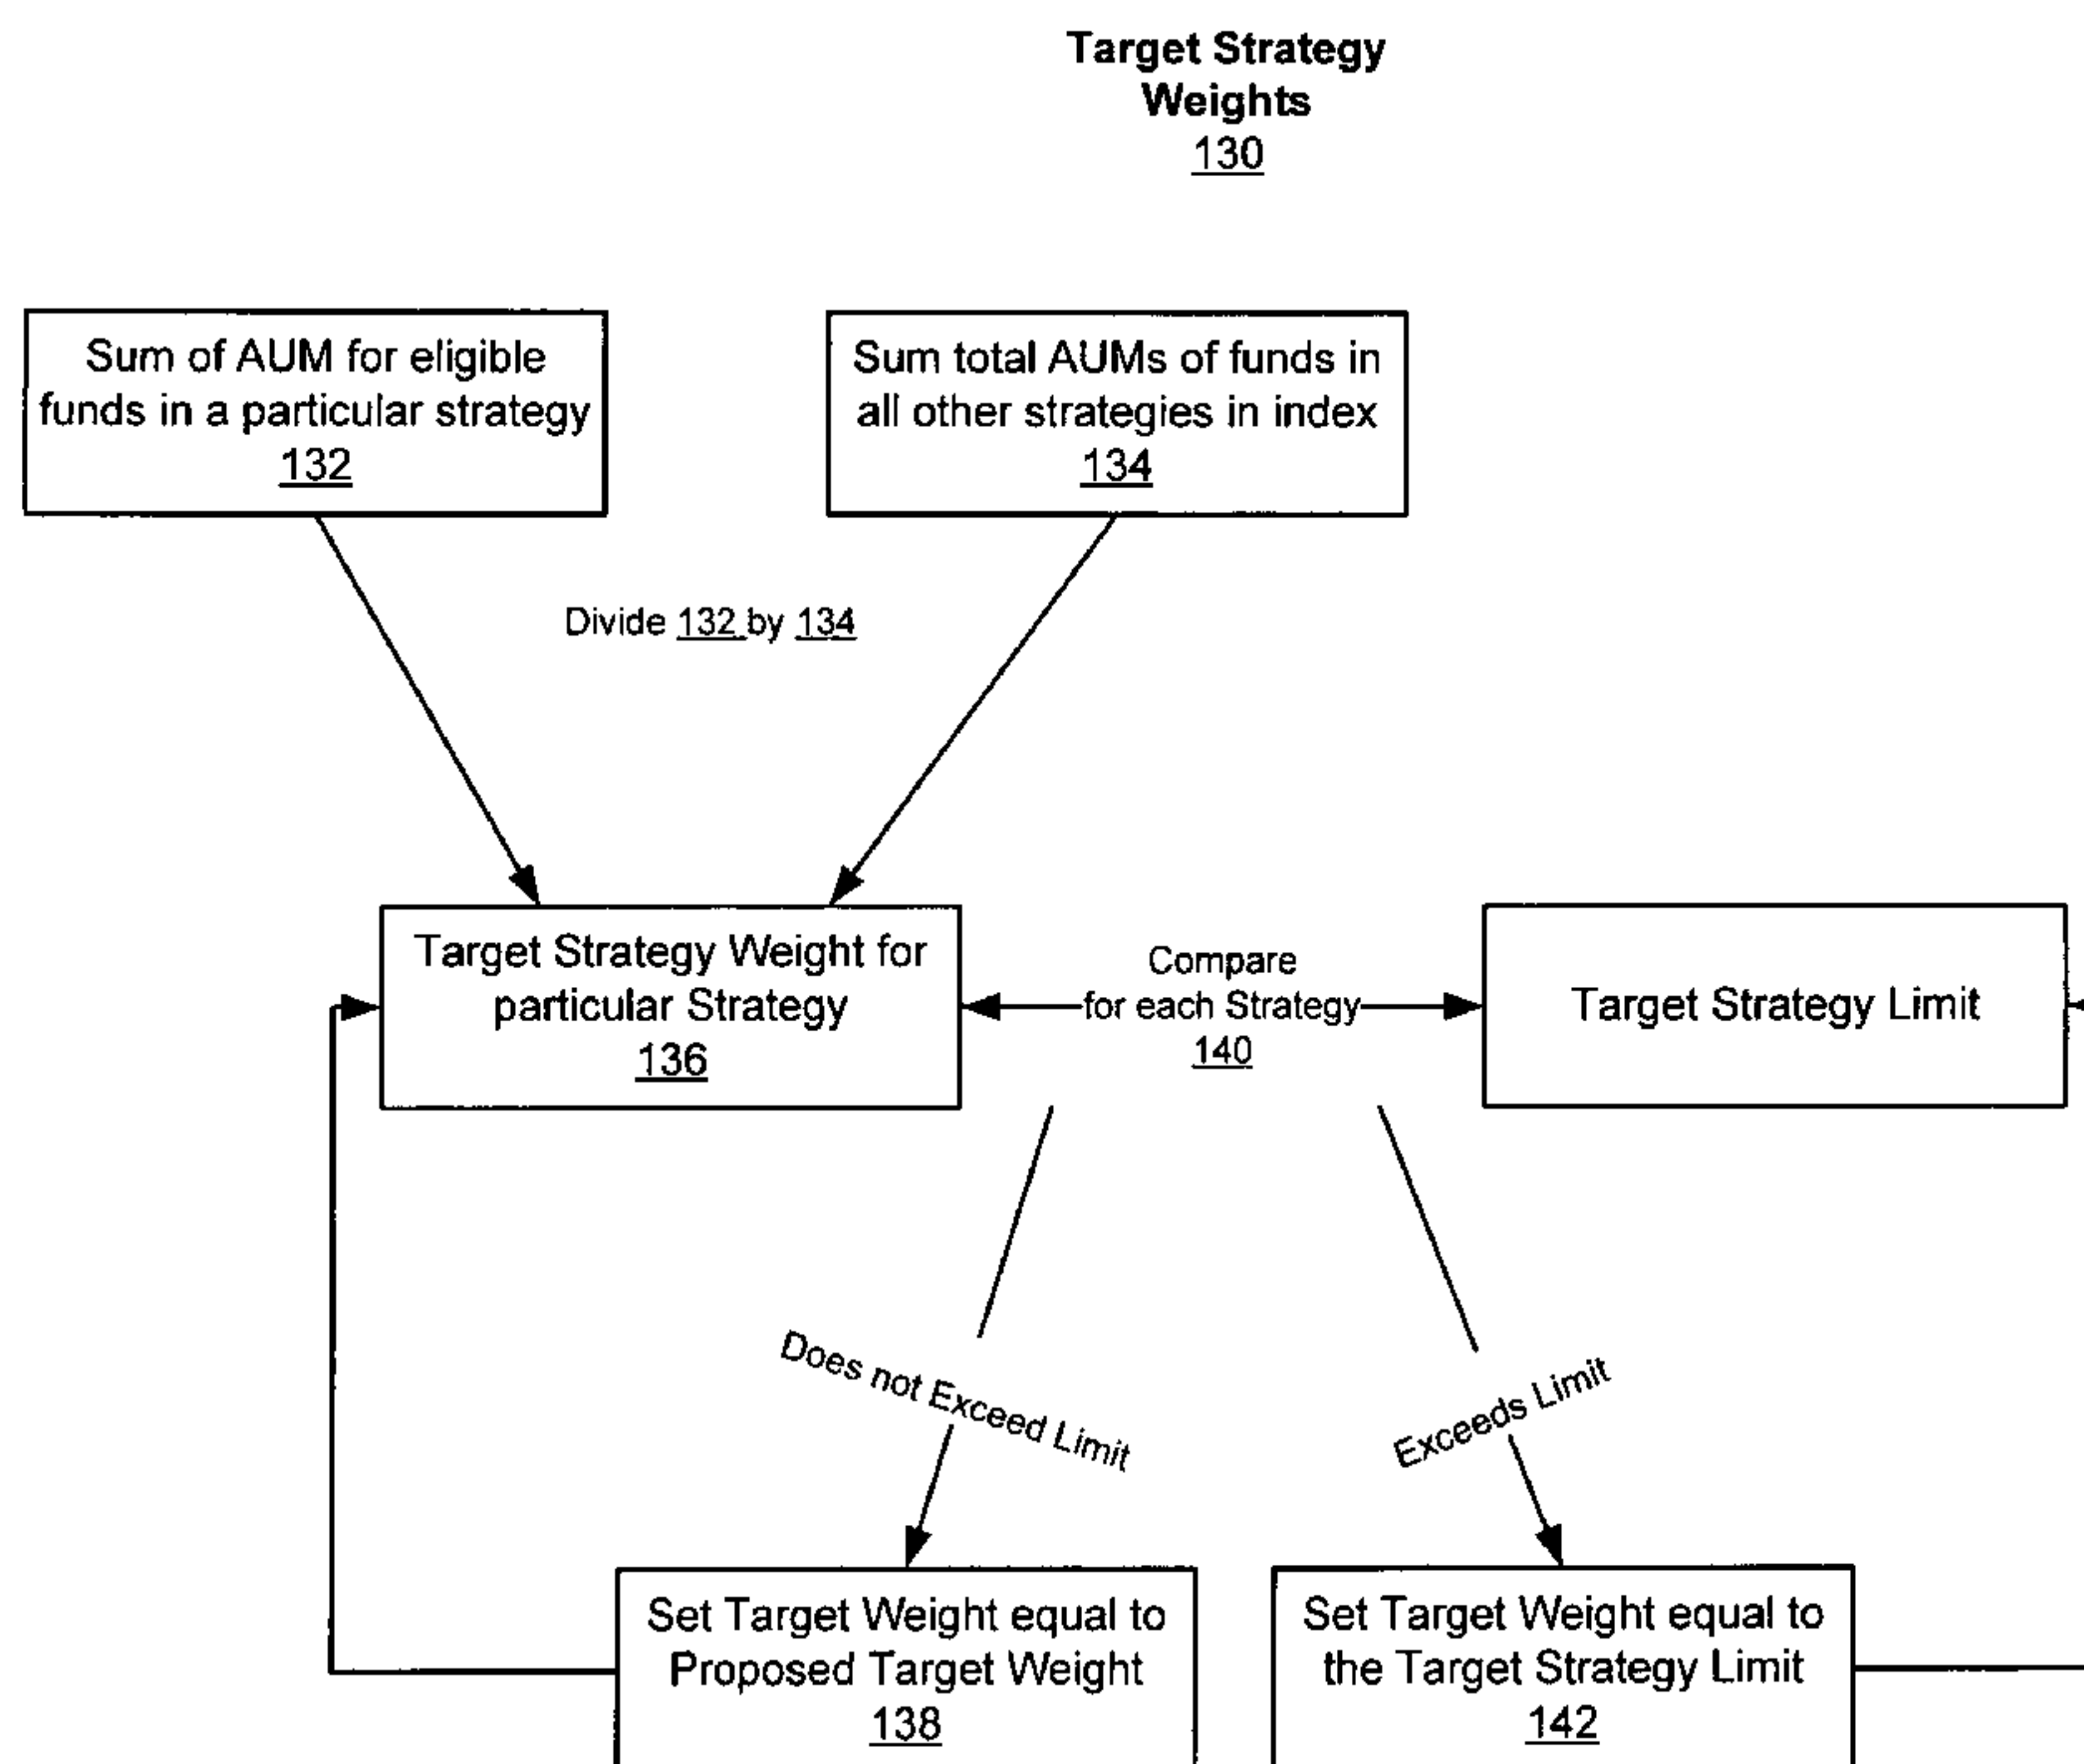 Target Strategy
Weights
130
Sum of AUM for eligible
funds in a particular strategy
132
Sum total AUMs of funds in
all other strategies in index
134
Divide 132 by 134
Target Strategy Weight for
particular Strategy
136
Compare
for each Strategy
140
Target Strategy Limit
Does not Exceed Limit
Exceeds Limit
Set Target Weight equal to
Proposed Target Weight
138
Set Target Weight equal to
the Target Strategy Limit
142